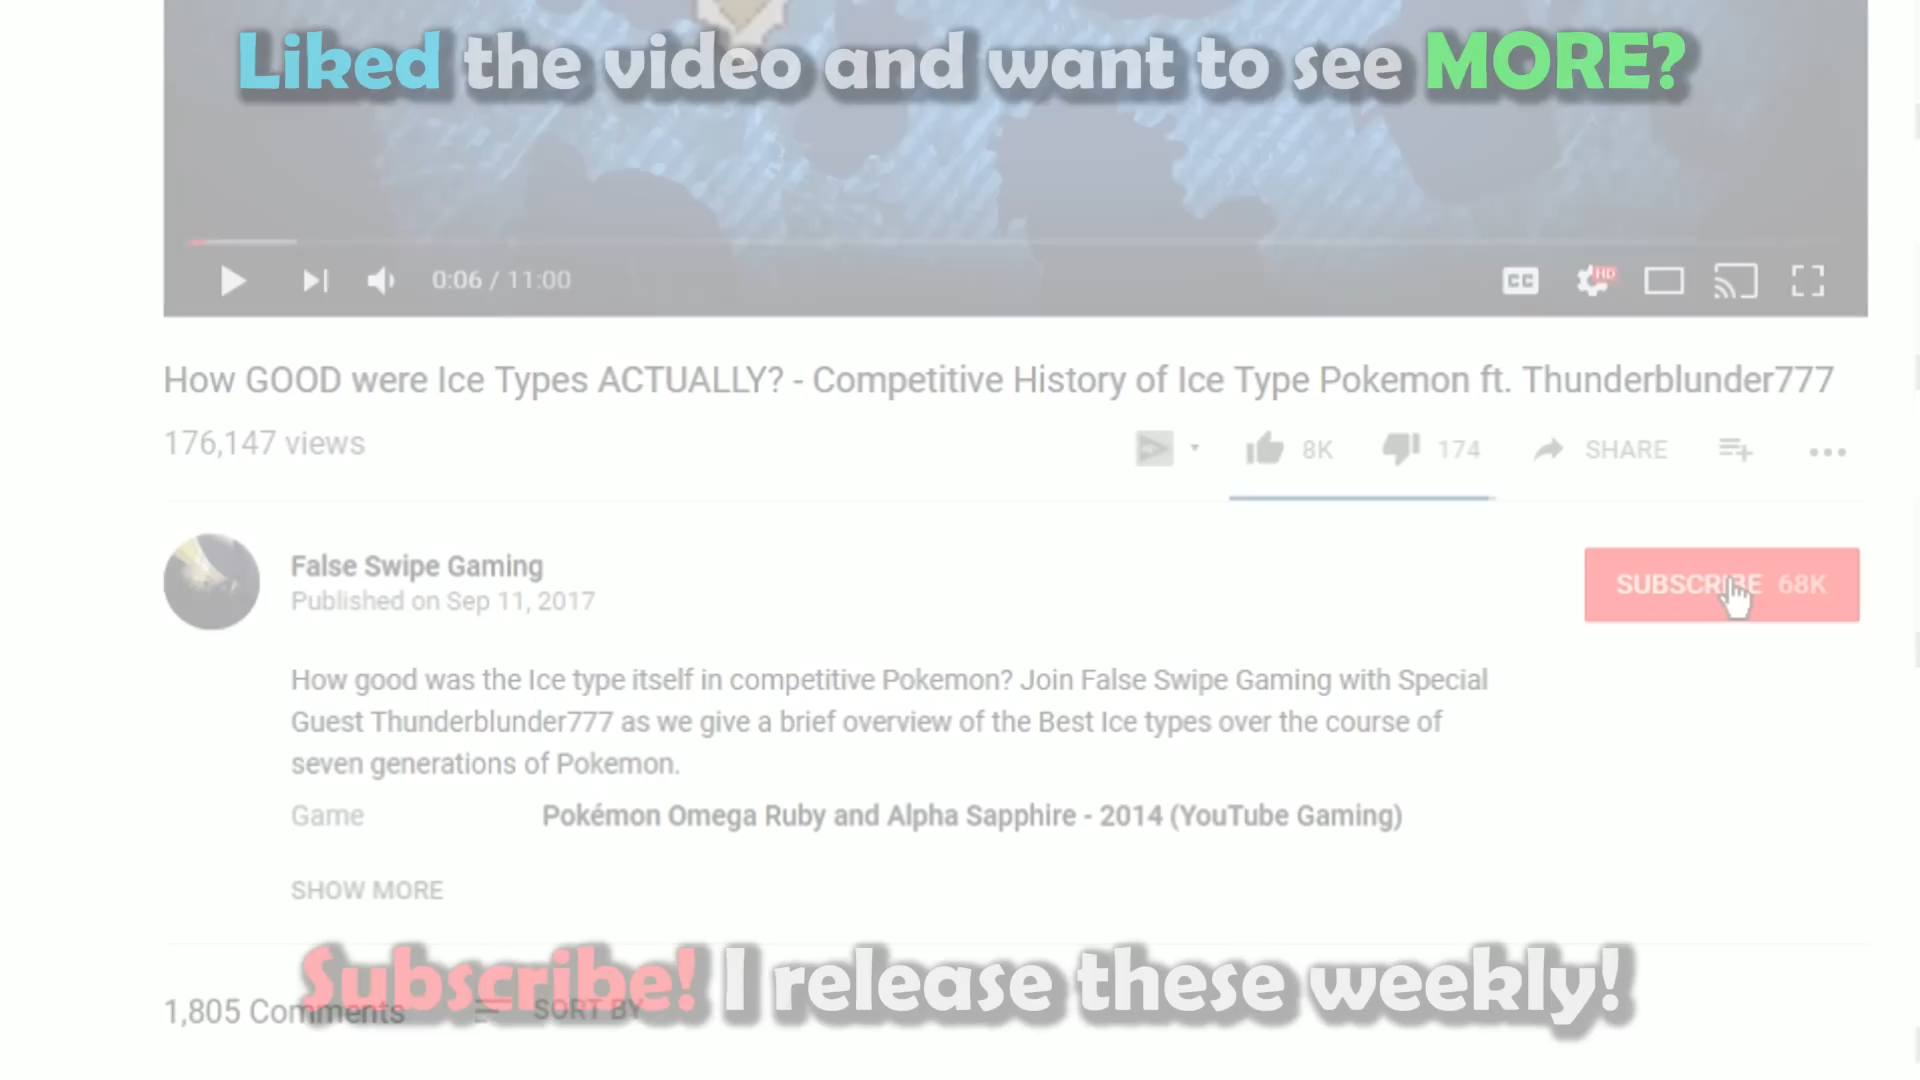 Liked the video and want to see MORE?
0:06 / 11:00
CC
HD
How GOOD were Ice Types ACTUALLY? - Competitive History of Ice Type Pokemon ft. Thunderblunder777
176,147 views
8K
174
SHARE
False Swipe Gaming
Published on Sep 11, 2017
SUBSCRIBE 68K
How good was the Ice type itself in competitive Pokemon? Join False Swipe Gaming with Special
Guest Thunderblunder777 as we give a brief overview of the Best Ice types over the course of
seven generations of Pokemon.
Game Pokémon Omega Ruby and Alpha Sapphire - 2014 (YouTube Gaming)
SHOW MORE
Subscribe! I release these weekly!
1,805 Comments SORT BY